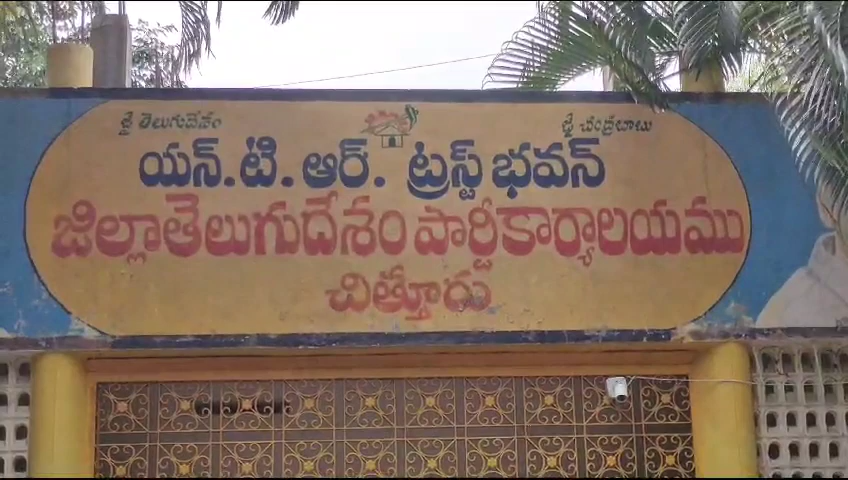 జై తెలుగుదేశం జై చంద్రబాబు
యన్.టి. ఆర్. ట్రస్ట్ భవన్
జిల్లా తెలుగుదేశం పార్టీ కార్యాలయము
చిత్తూరు